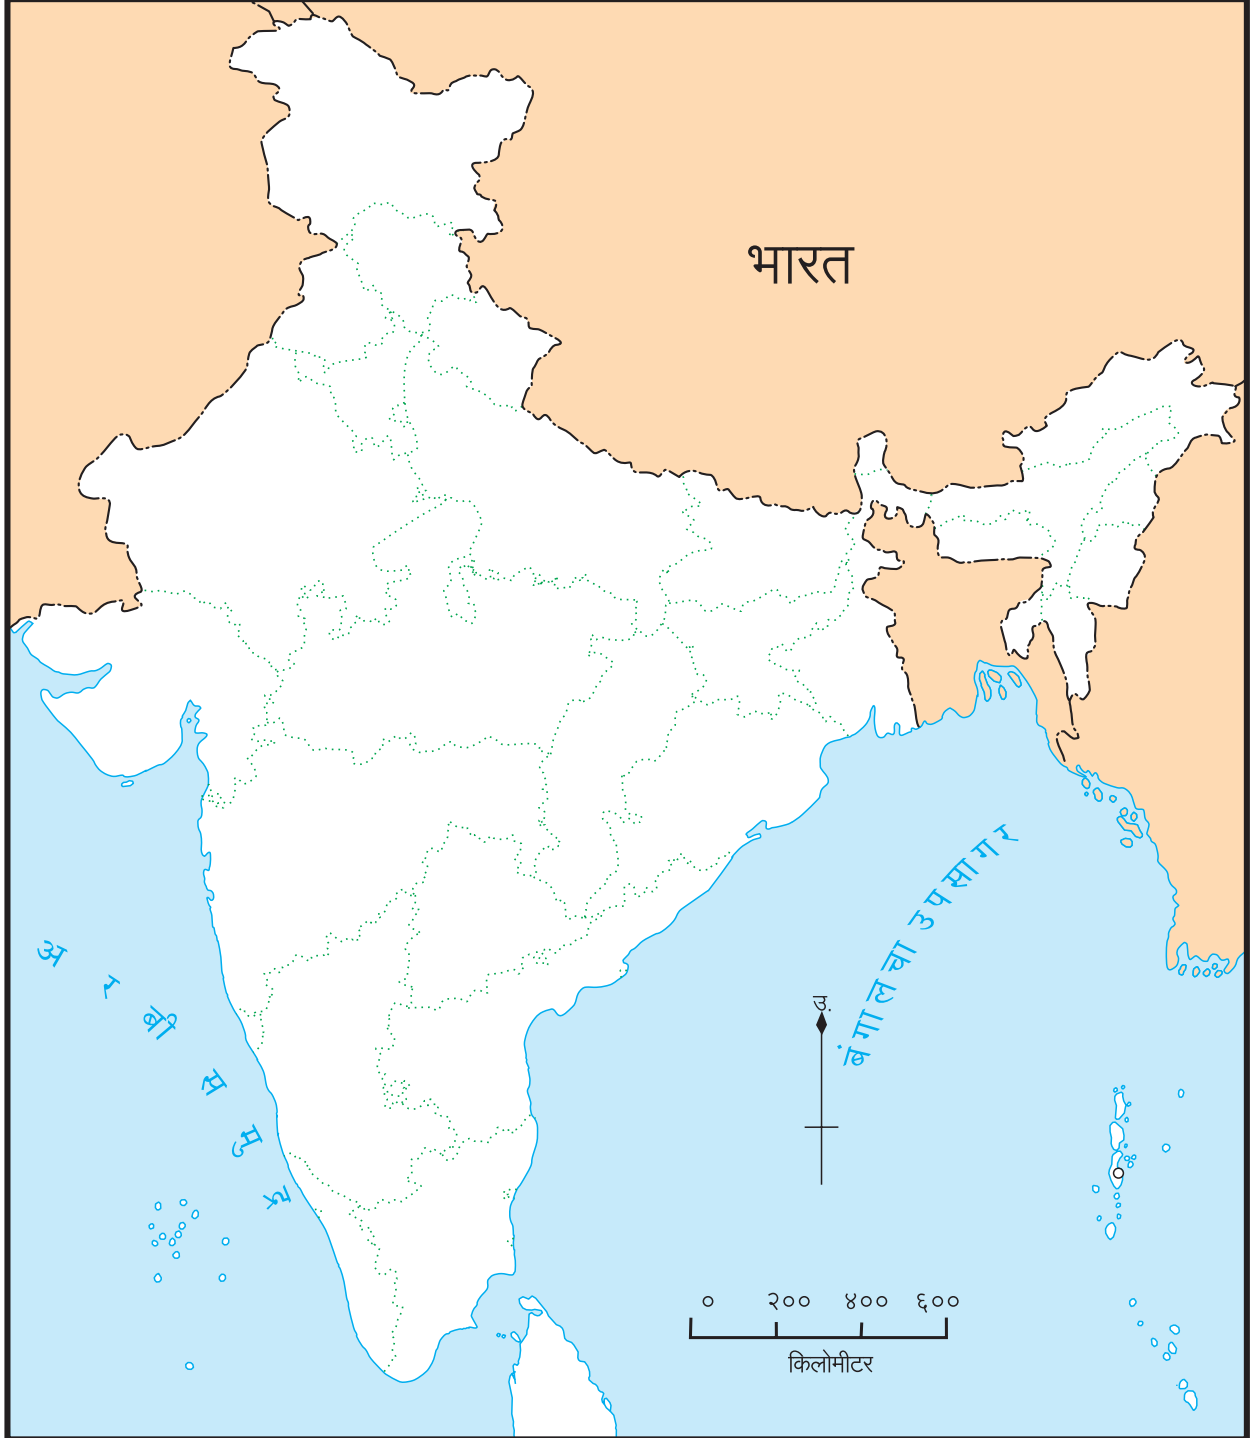 भारत
अरबी समुद्र
बंगालचा उपसागर
उ.
० २०० ४०० ६००
किलोमीटर